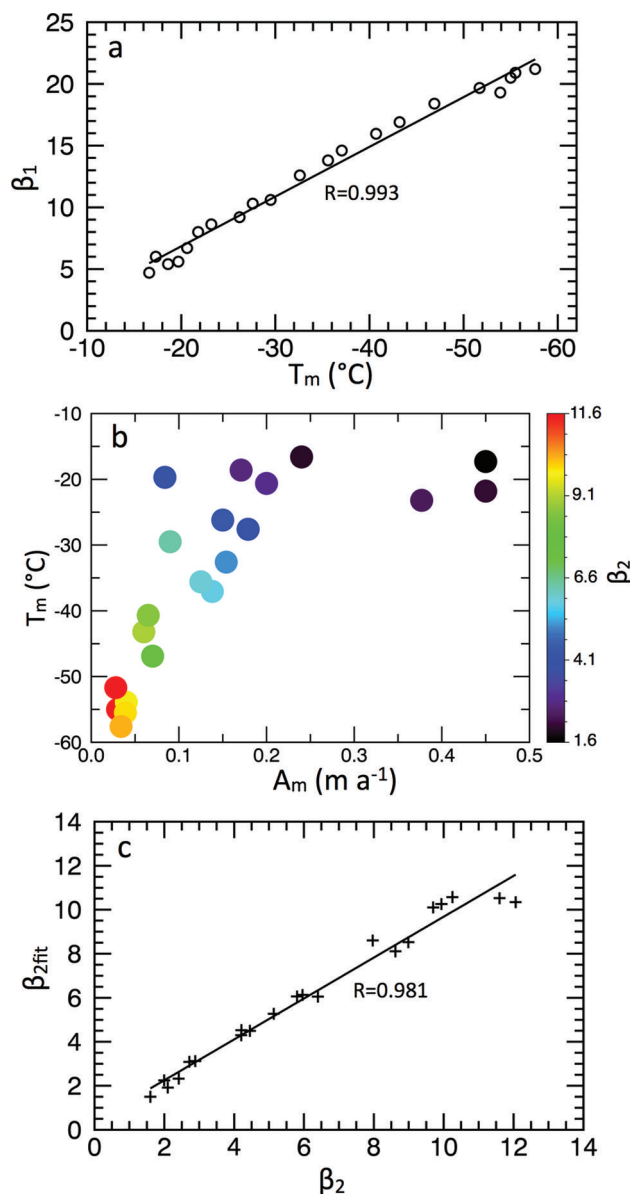 a
25
20
15
10
5
0
β1
R=0.993
-10 -20 -30 -40 -50 -60
Tm (°C)
b
-10
-20
-30
-40
-50
-60
Tm (°C)
0.0 0.1 0.2 0.3 0.4 0.5
Am (m a-1)
11.6
9.1
6.6
4.1
1.6
β2
c
14
12
10
8
6
4
2
0
β2fit
R=0.981
0 2 4 6 8 10 12 14
β2